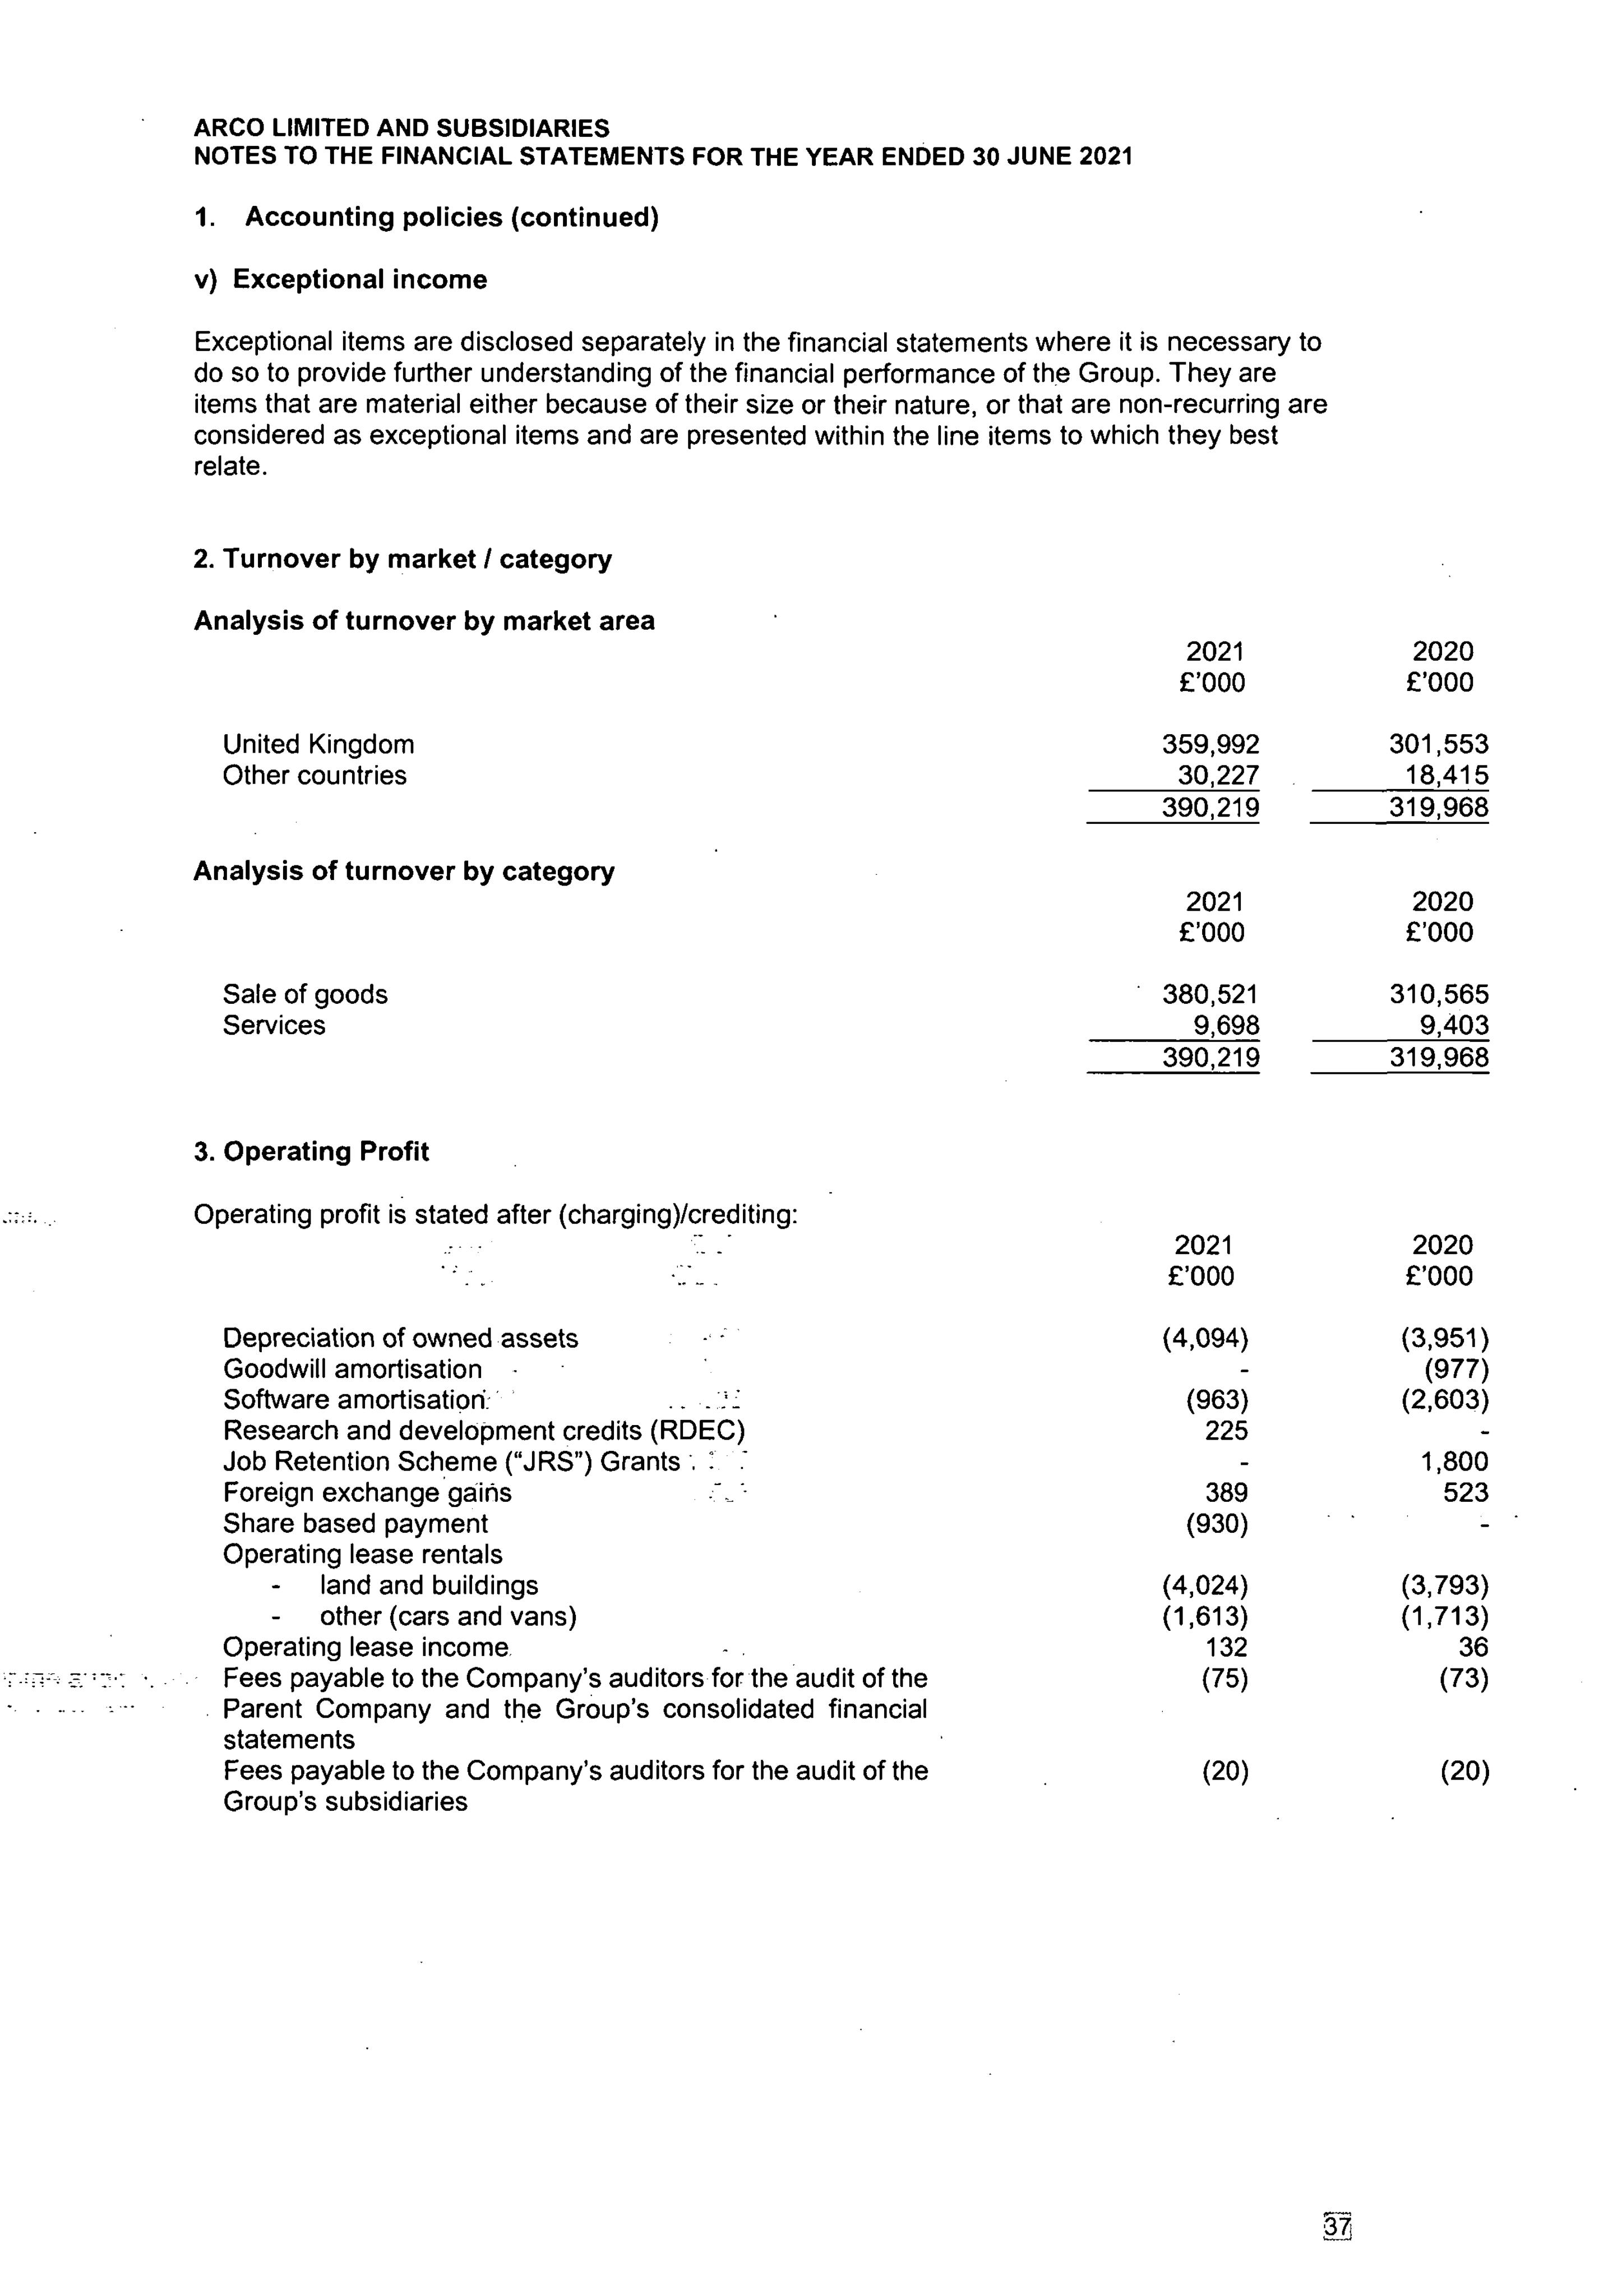 ARCO LIMITED AND SUBSIDIARIES
NOTES TO THE FINANCIAL STATEMENTS FOR THE YEAR ENDED 30 JUNE 2021
1. Accounting policies (continued)
v) Exceptional income
Exceptional items are disclosed separately in the financial statements where it is necessary to
do so to provide further understanding of the financial performance of the Group. They are
items that are material either because of their size or their nature, or that are non-recurring are
considered as exceptional items and are presented within the line items to which they best
relate.
2. Turnover by market / category
Analysis of turnover by market area
2021 2020
£'000 £'000
United Kingdom 359,992 301,553
Other countries 30,227 18,415
390,219 319,968
Analysis of turnover by category
2021 2020
£'000 £'000
Sale of goods 380,521 310,565
Services 9,698 9,403
390,219 319,968
3. Operating Profit
Operating profit is stated after (charging)/crediting:
2021 2020
£'000 £'000
Depreciation of owned assets (4,094) (3,951)
Goodwill amortisation - (977)
Software amortisation (963) (2,603)
Research and development credits (RDEC) 225 -
Job Retention Scheme ("JRS") Grants - 1,800
Foreign exchange gains 389 523
Share based payment (930) -
Operating lease rentals
- land and buildings (4,024) (3,793)
- other (cars and vans) (1,613) (1,713)
Operating lease income 132 36
Fees payable to the Company's auditors for the audit of the (75) (73)
Parent Company and the Group's consolidated financial
statements
Fees payable to the Company's auditors for the audit of the (20) (20)
Group's subsidiaries
37